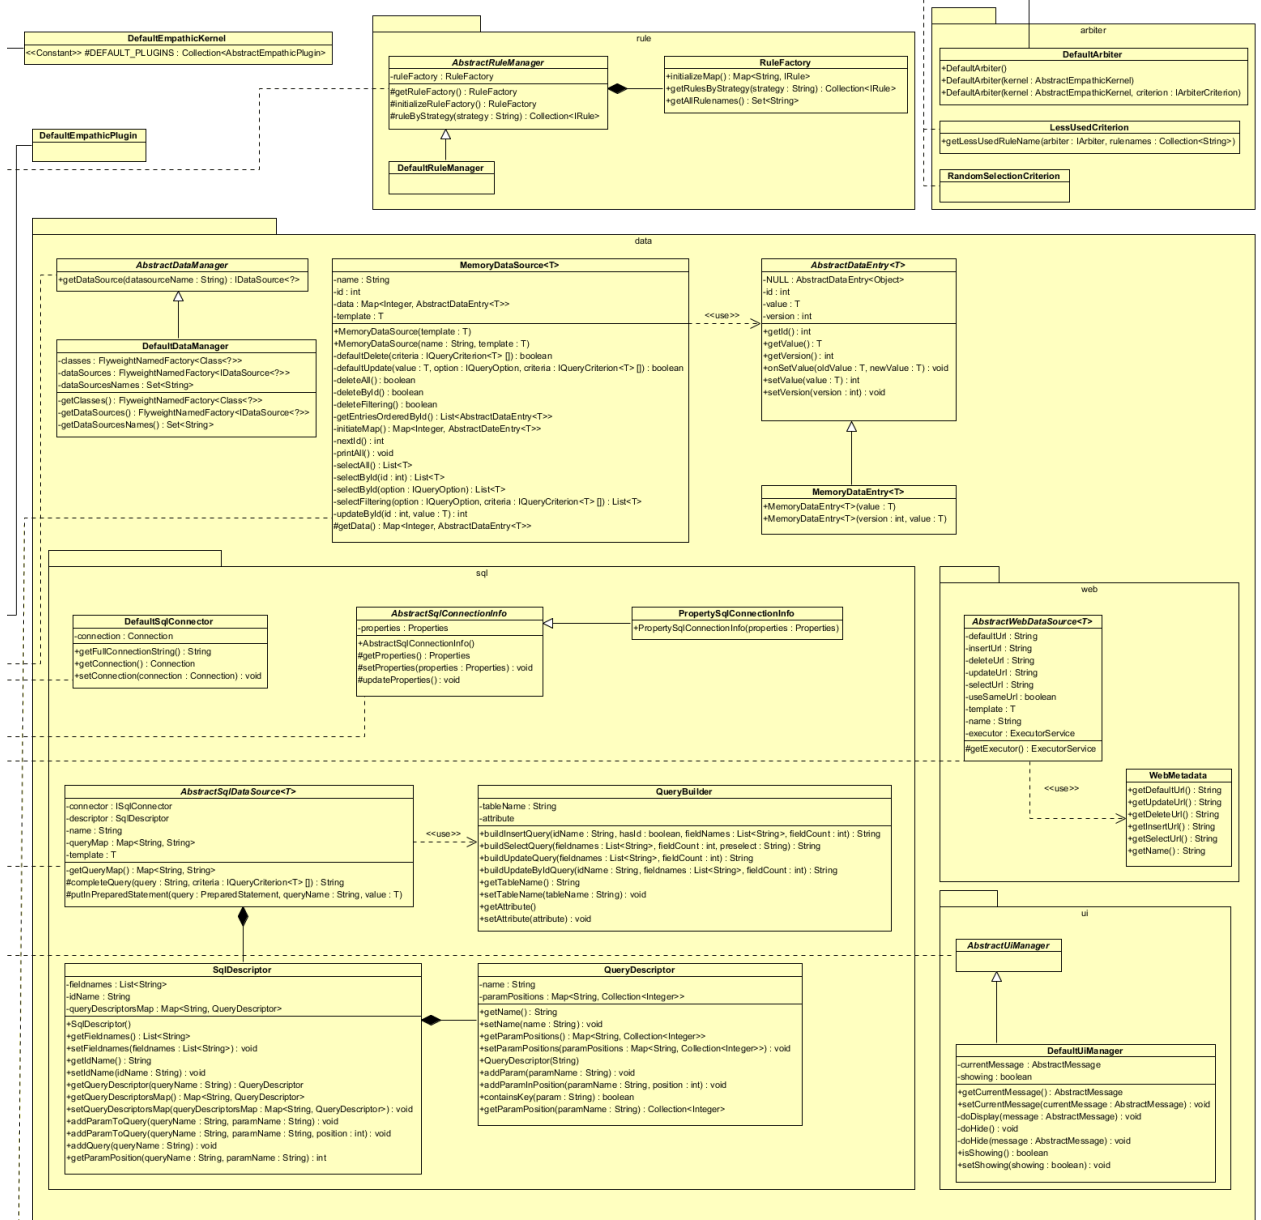 DefaultEmpathicKernel
<<Constant>> #DEFAULT_PLUGINS : Collection<AbstractEmpathicPlugin>
DefaultEmpathicPlugin
rule
AbstractRuleManager
-ruleFactory : RuleFactory
#getRuleFactory() : RuleFactory
#initializeRuleFactory() : RuleFactory
#ruleByStrategy(strategy : String) : Collection<IRule>
RuleFactory
+initializeMap() : Map<String, IRule>
+getRulesByStrategy(strategy : String) : Collection<IRule>
+getAllRulenames() : Set<String>
DefaultRuleManager
arbiter
DefaultArbiter
+DefaultArbiter()
+DefaultArbiter(kernel : AbstractEmpathicKernel)
+DefaultArbiter(kernel : AbstractEmpathicKernel, criterion : IArbiterCriterion)
LessUsedCriterion
+getLessUsedRuleName(arbiter : IArbiter, rulenames : Collection<String>)
RandomSelectionCriterion
data
AbstractDataManager
+getDataSource(datasourceName : String) : IDataSource<?>
DefaultDataManager
-classes : FlyweightNamedFactory<Class<?>>
-dataSources : FlyweightNamedFactory<IDataSource<?>>
-dataSourcesNames : Set<String>
-getClasses() : FlyweightNamedFactory<Class<?>>
-getDataSources() : FlyweightNamedFactory<IDataSource<?>>
-getDataSourcesNames() : Set<String>
MemoryDataSource<T>
-name : String
-id : int
-data : Map<Integer, AbstractDataEntry<T>>
-template : T
+MemoryDataSource(template : T)
+MemoryDataSource(name : String, template : T)
-defaultDelete(criteria : IQueryCriterion<T> []) : boolean
-defaultUpdate(value : T, option : IQueryOption, criteria : IQueryCriterion<T> []) : boolean
-deleteAll() : boolean
-deleteById() : boolean
-deleteFiltering() : boolean
-getEntriesOrderedById() : List<AbstractDataEntry<T>>
-initiateMap() : Map<Integer, AbstractDateEntry<T>>
-nextId() : int
-printAll() : void
-selectAll() : List<T>
-selectById(id : int) : List<T>
-selectById(option : IQueryOption) : List<T>
-selectFiltering(option : IQueryOption, criteria : IQueryCriterion<T> []) : List<T>
-updateById(id : int, value : T) : int
#getData() : Map<Integer, AbstractDataEntry<T>>
<<use>>
AbstractDataEntry<T>
-NULL : AbstractDataEntry<Object>
-id : int
-value : T
-version : int
+getId() : int
+getValue() : T
+getVersion() : int
+onSetValue(oldValue : T, newValue : T) : void
+setValue(value : T) : int
+setVersion(version : int) : void
MemoryDataEntry<T>
+MemoryDataEntry<T>(value : T)
+MemoryDataEntry<T>(version : int, value : T)
sql
DefaultSqlConnector
-connection : Connection
+getFullConnectionString() : String
+getConnection() : Connection
+setConnection(connection : Connection) : void
AbstractSqlConnectionInfo
-properties : Properties
+AbstractSqlConnectionInfo()
#getProperties() : Properties
#setProperties(properties : Properties) : void
#updateProperties() : void
PropertySqlConnectionInfo
+PropertySqlConnectionInfo(properties : Properties)
AbstractSqlDataSource<T>
-connector : ISqlConnector
-descriptor : SqlDescriptor
-name : String
-queryMap : Map<String, String>
-template : T
-getQueryMap() : Map<String, String>
#completeQuery(query : String, criteria : IQueryCriterion<T> []) : String
#putInPreparedStatement(query : PreparedStatement, queryName : String, value : T)
<<use>>
QueryBuilder
-tableName : String
-attribute
+buildInsertQuery(idName : String, hasId : boolean, fieldNames : List<String>, fieldCount : int) : String
+buildSelectQuery(fieldnames : List<String>, fieldCount : int, preselect : String) : String
+buildUpdateQuery(fieldnames : List<String>, fieldCount : int) : String
+buildUpdateByIdQuery(idName : String, fieldnames : List<String>, fieldCount : int) : String
+getTableName() : String
+setTableName(tableName : String) : void
+getAttribute()
+setAttribute(attribute) : void
SqlDescriptor
-fieldnames : List<String>
-idName : String
-queryDescriptorsMap : Map<String, QueryDescriptor>
+SqlDescriptor()
+getFieldnames() : List<String>
+setFieldnames(fieldnames : List<String>) : void
+getIdName() : String
+setIdName(idName : String) : void
+getQueryDescriptor(queryName : String) : QueryDescriptor
+getQueryDescriptorsMap() : Map<String, QueryDescriptor>
+setQueryDescriptorsMap(queryDescriptorsMap : Map<String, QueryDescriptor>) : void
+addParamToQuery(queryName : String, paramName : String) : void
+addParamToQuery(queryName : String, paramName : String, position : int) : void
+addQuery(queryName : String) : void
+getParamPosition(queryName : String, paramName : String) : int
QueryDescriptor
-name : String
-paramPositions : Map<String, Collection<Integer>>
+getName() : String
+setName(name : String) : void
+getParamPositions() : Map<String, Collection<Integer>>
+setParamPositions(paramPositions : Map<String, Collection<Integer>>) : void
+QueryDescriptor(String)
+addParam(paramName : String) : void
+addParamInPosition(paramName : String, position : int) : void
+containsKey(param : String) : boolean
+getParamPosition(paramName : String) : Collection<Integer>
web
AbstractWebDataSource<T>
-defaultUrl : String
-insertUrl : String
-deleteUrl : String
-updateUrl : String
-selectUrl : String
-useSameUrl : boolean
-template : T
-name : String
-executor : ExecutorService
#getExecutor() : ExecutorService
<<use>>
WebMetadata
+getDefaultUrl() : String
+getUpdateUrl() : String
+getDeleteUrl() : String
+getInsertUrl() : String
+getSelectUrl() : String
+getName() : String
ui
AbstractUiManager
DefaultUiManager
-currentMessage : AbstractMessage
-showing : boolean
+getCurrentMessage() : AbstractMessage
+setCurrentMessage(currentMessage : AbstractMessage) : void
-doDisplay(message : AbstractMessage) : void
-doHide() : void
-doHide(message : AbstractMessage) : void
+isShowing() : boolean
+setShowing(showing : boolean) : void